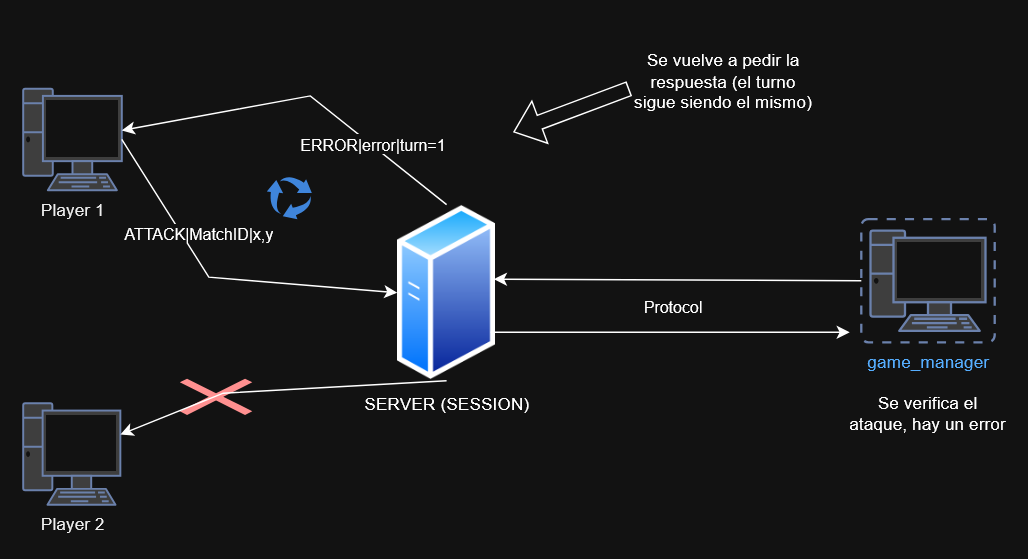 Se vuelve a pedir la
respuesta (el turno
sigue siendo el mismo)
ERROR|error|turn=1
Player 1
ATTACK|MatchID|x,y
Protocol
game_manager
SERVER (SESSION)
Se verifica el
ataque, hay un error
Player 2